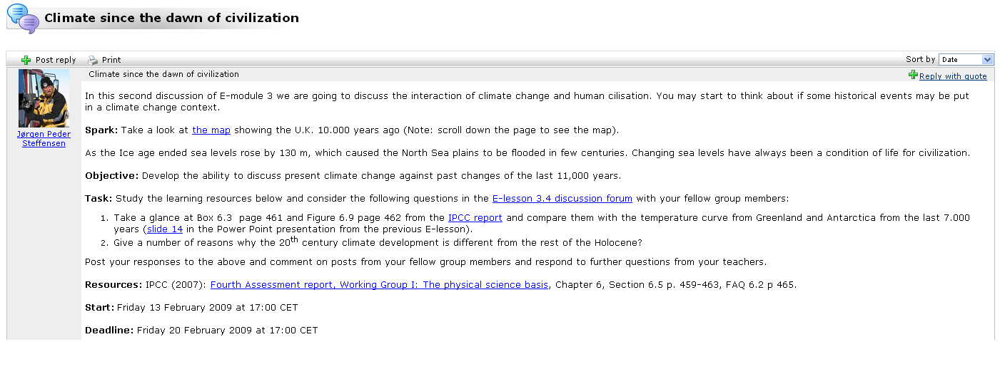 Climate since the dawn of civilization
Post reply Print Sort by Date
Climate since the dawn of civilization Reply with quote
Jørgen Peder
Steffensen
In this second discussion of E-module 3 we are going to discuss the interaction of climate change and human cilisation. You may start to think about if some historical events may be put
in a climate change context.
Spark: Take a look at the map showing the U.K. 10.000 years ago (Note: scroll down the page to see the map).
As the Ice age ended sea levels rose by 130 m, which caused the North Sea plains to be flooded in few centuries. Changing sea levels have always been a condition of life for civilization.
Objective: Develop the ability to discuss present climate change against past changes of the last 11,000 years.
Task: Study the learning resources below and consider the following questions in the E-lesson 3.4 discussion forum with your fellow group members:
1. Take a glance at Box 6.3 page 461 and Figure 6.9 page 462 from the IPCC report and compare them with the temperature curve from Greenland and Antarctica from the last 7.000
years (slide 14 in the Power Point presentation from the previous E-lesson).
2. Give a number of reasons why the 20th century climate development is different from the rest of the Holocene?
Post your responses to the above and comment on posts from your fellow group members and respond to further questions from your teachers.
Resources: IPCC (2007): Fourth Assessment report, Working Group I: The physical science basis, Chapter 6, Section 6.5 p. 459-463, FAQ 6.2 p 465.
Start: Friday 13 February 2009 at 17:00 CET
Deadline: Friday 20 February 2009 at 17:00 CET